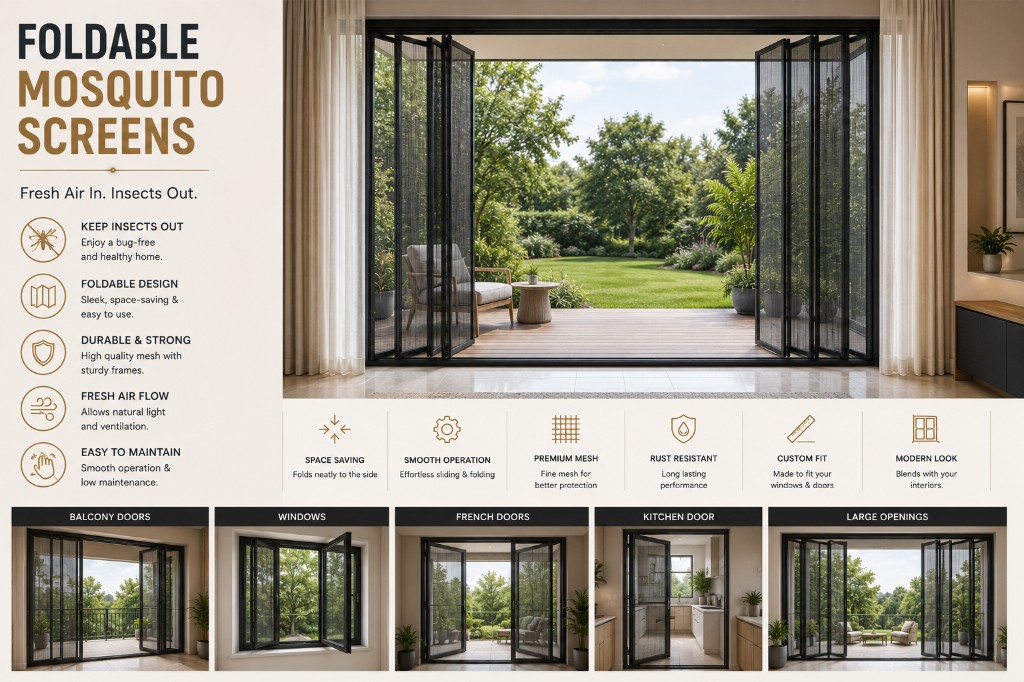 FOLDABLE
MOSQUITO
SCREENS
Fresh Air In. Insects Out.
KEEP INSECTS OUT
Enjoy a bug-free
and healthy home.
FOLDABLE DESIGN
Sleek, space-saving &
easy to use.
DURABLE & STRONG
High quality mesh with
sturdy frames.
FRESH AIR FLOW
Allows natural light
and ventilation.
EASY TO MAINTAIN
Smooth operation &
low maintenance.
SPACE SAVING
Folds neatly to the side
SMOOTH OPERATION
Effortless sliding & folding
PREMIUM MESH
Fine mesh for
better protection
RUST RESISTANT
Long lasting
performance
CUSTOM FIT
Made to fit your
windows & doors
MODERN LOOK
Blends with your
interiors.
BALCONY DOORS
WINDOWS
FRENCH DOORS
KITCHEN DOOR
LARGE OPENINGS